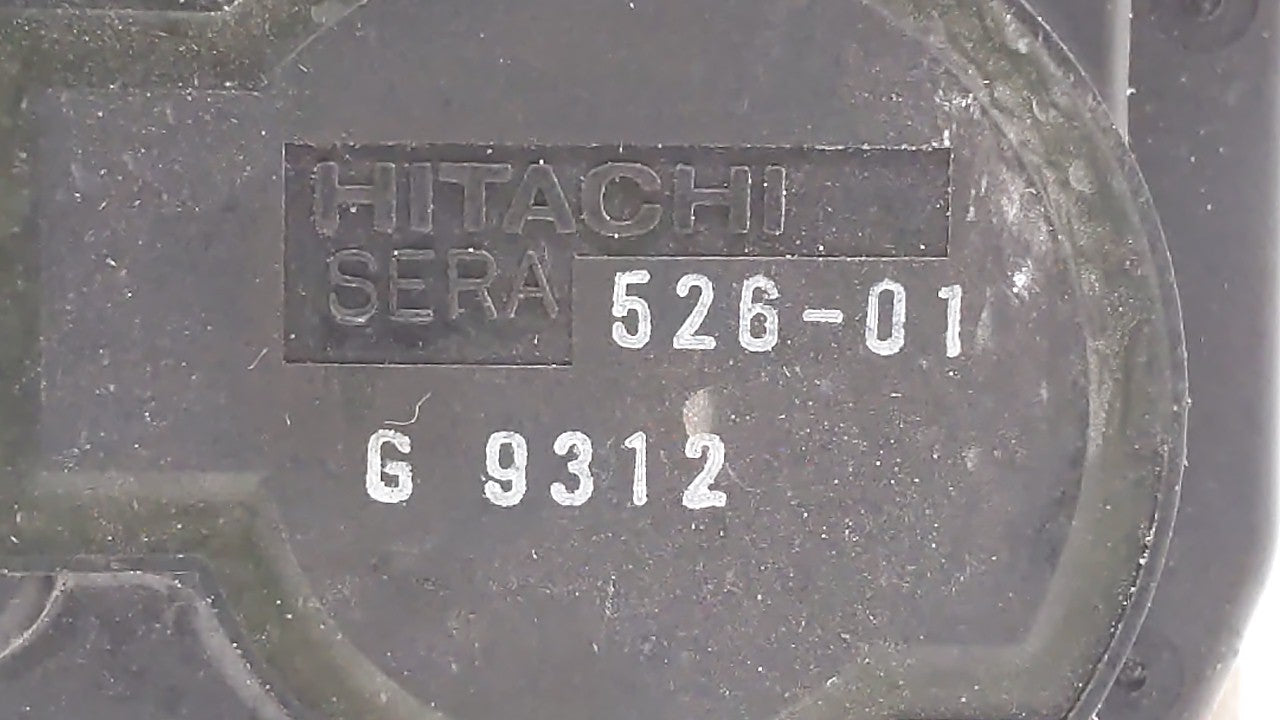 HITACHI
SERA 526-01
G 9312